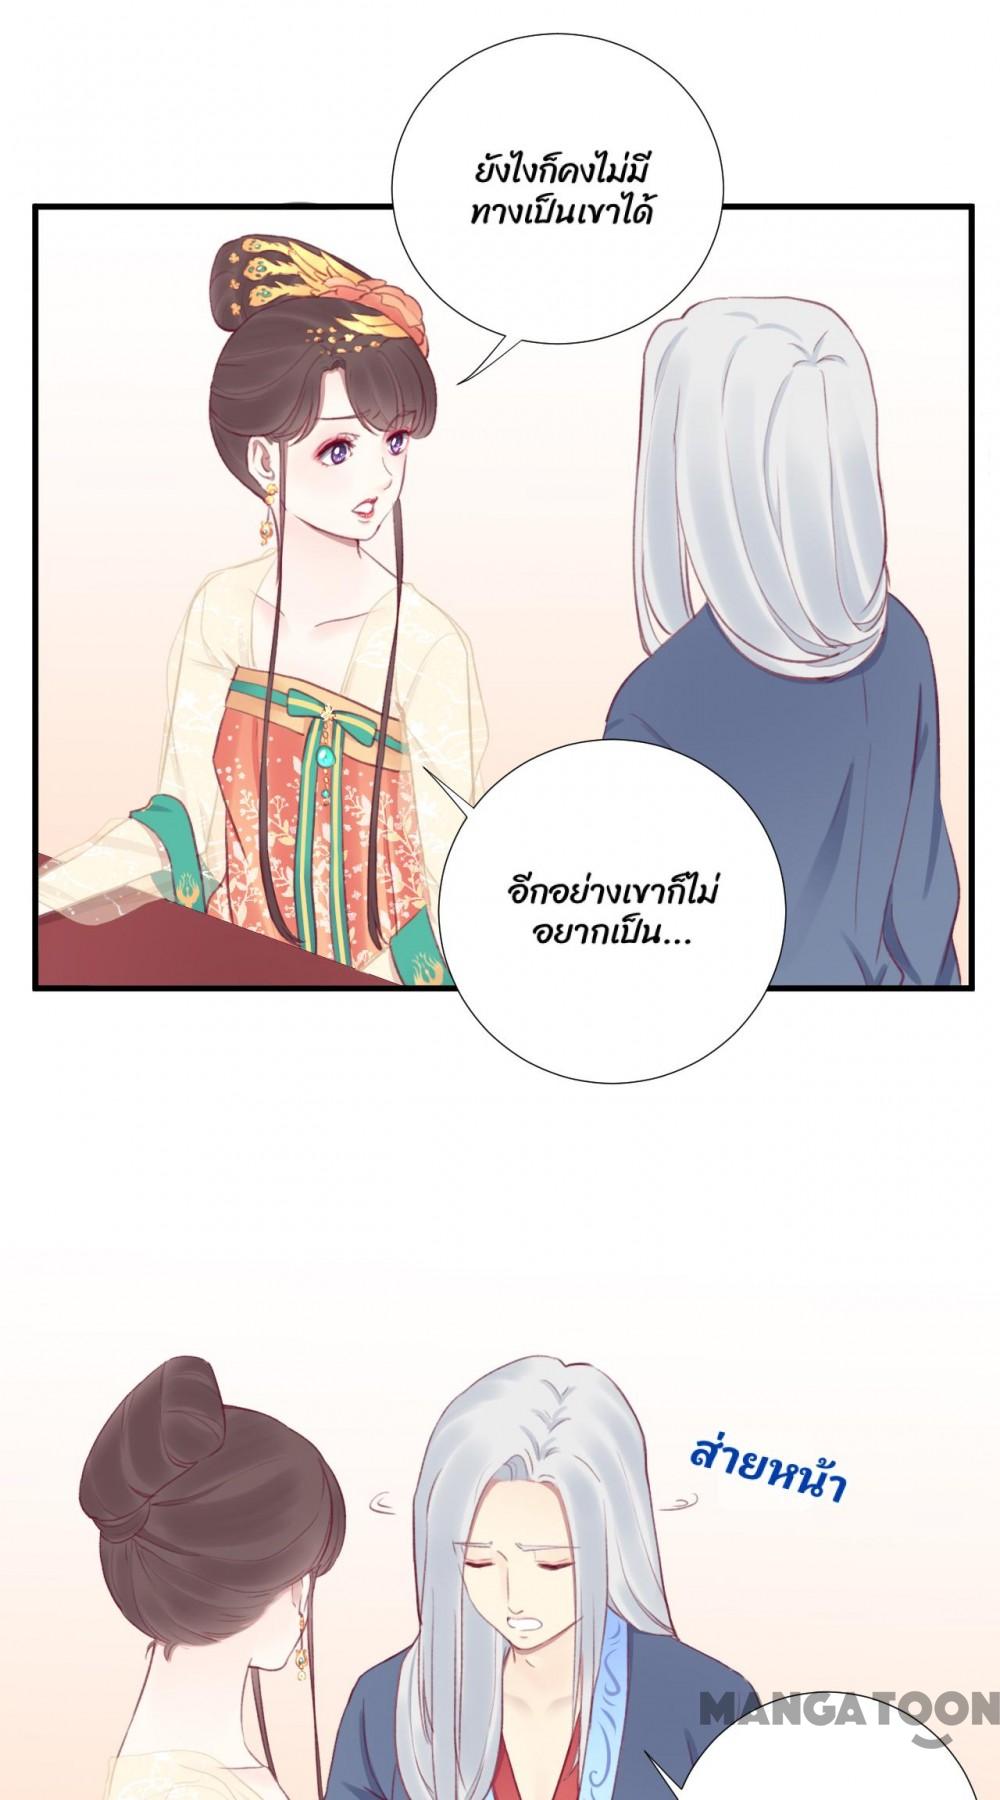 ยังไงก็คงไม่มี
ทางเป็นเขาได้
อีกอย่างเขาก็ไม่
อยากเป็น...
ส่ายหน้า
MANGATOON